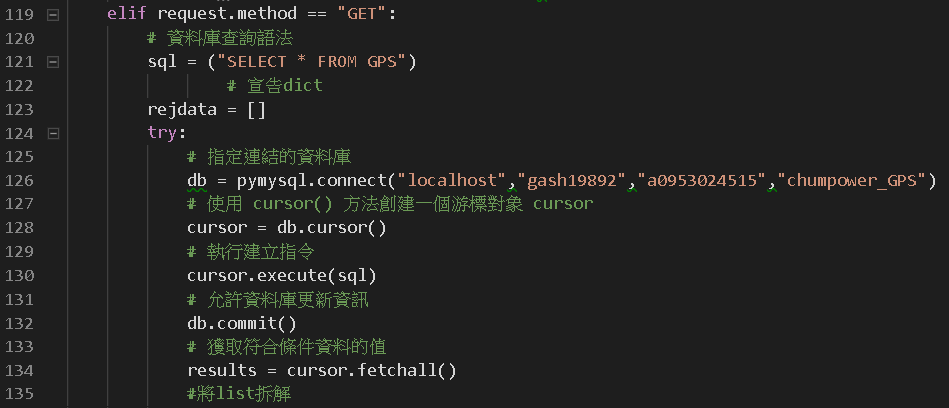 119 elif request.method == "GET":
120 # 資料庫查詢語法
121 sql = ("SELECT * FROM GPS")
122 # 宣告dict
123 rejdata = []
124 try:
125 # 指定連結的資料庫
126 db = pymysql.connect("localhost","gash19892","a0953024515","chumpower_GPS")
127 # 使用 cursor() 方法創建一個游標對象 cursor
128 cursor = db.cursor()
129 # 執行建立指令
130 cursor.execute(sql)
131 # 允許資料庫更新資訊
132 db.commit()
133 # 獲取符合條件資料的值
134 results = cursor.fetchall()
135 #將list拆解